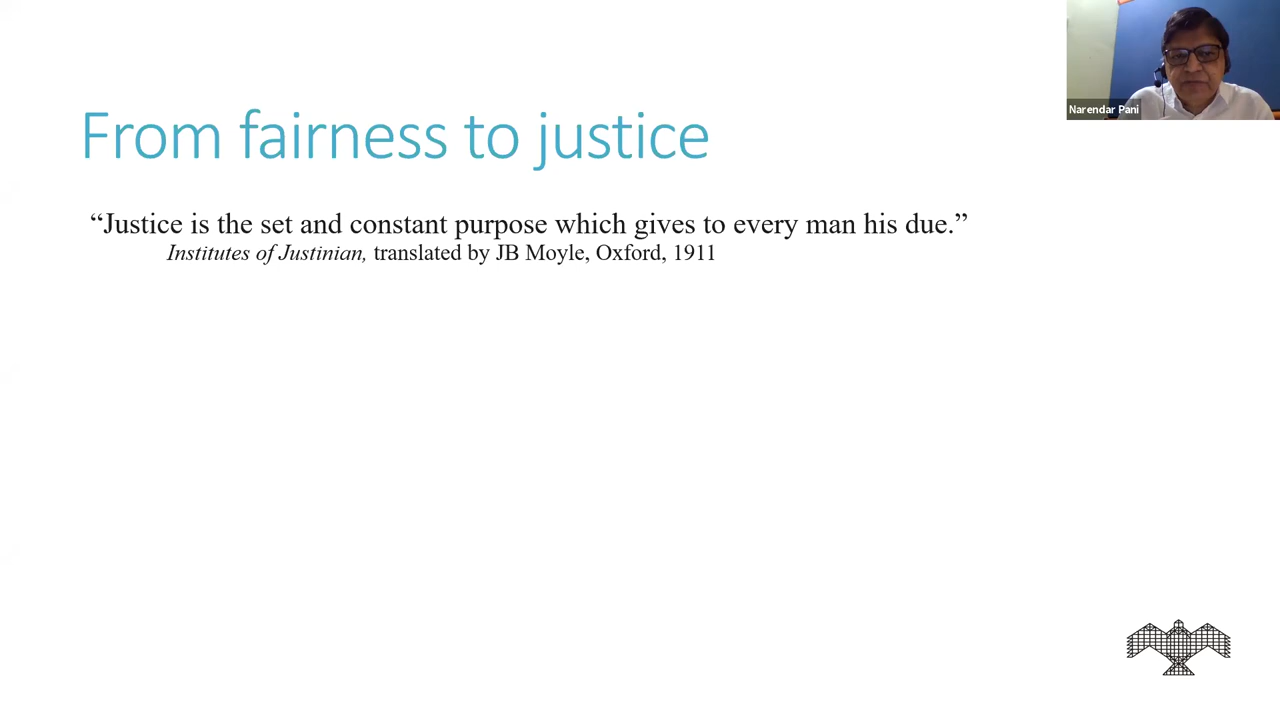 Narendar Pani
From fairness to justice
“Justice is the set and constant purpose which gives to every man his due.”
Institutes of Justinian, translated by JB Moyle, Oxford, 1911